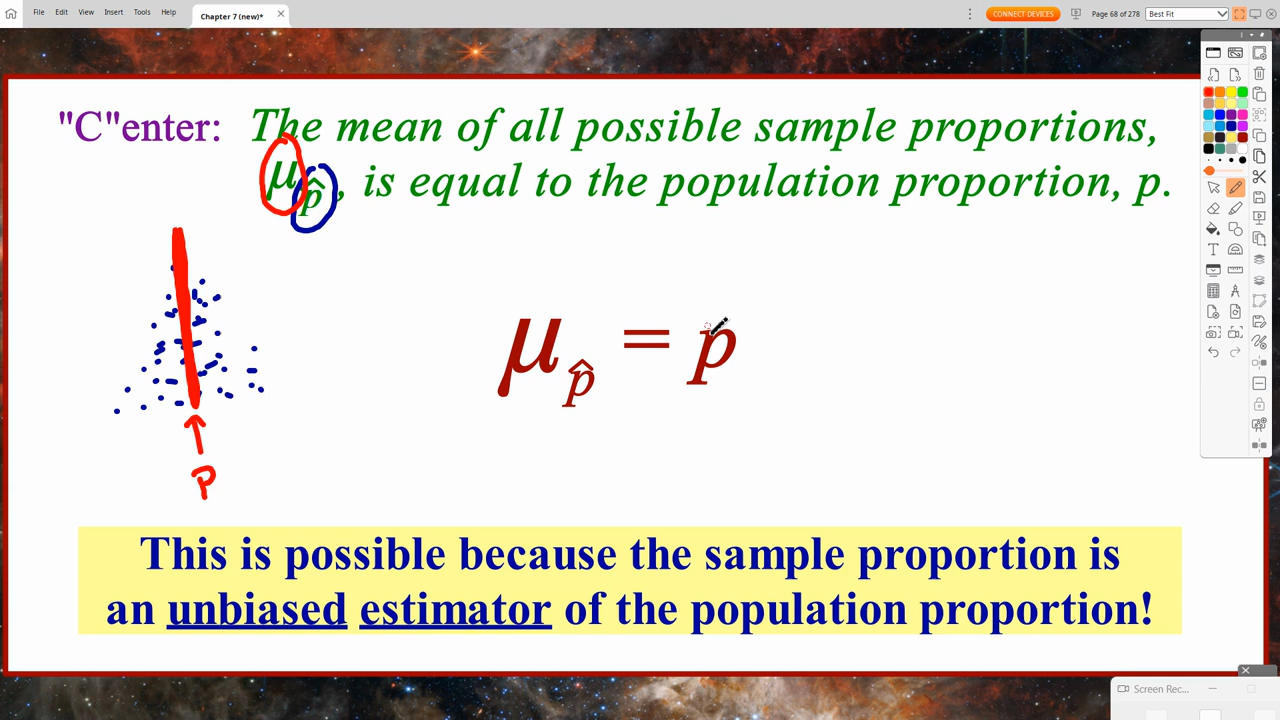 File Edit View Insert Tools Help
Chapter 7 (new)*
CONNECT DEVICES
Page 68 of 278
Best Fit
"C"enter: The mean of all possible sample proportions,
μp̂, is equal to the population proportion, p.
μp̂ = p
P
This is possible because the sample proportion is
an unbiased estimator of the population proportion!
Screen Rec...